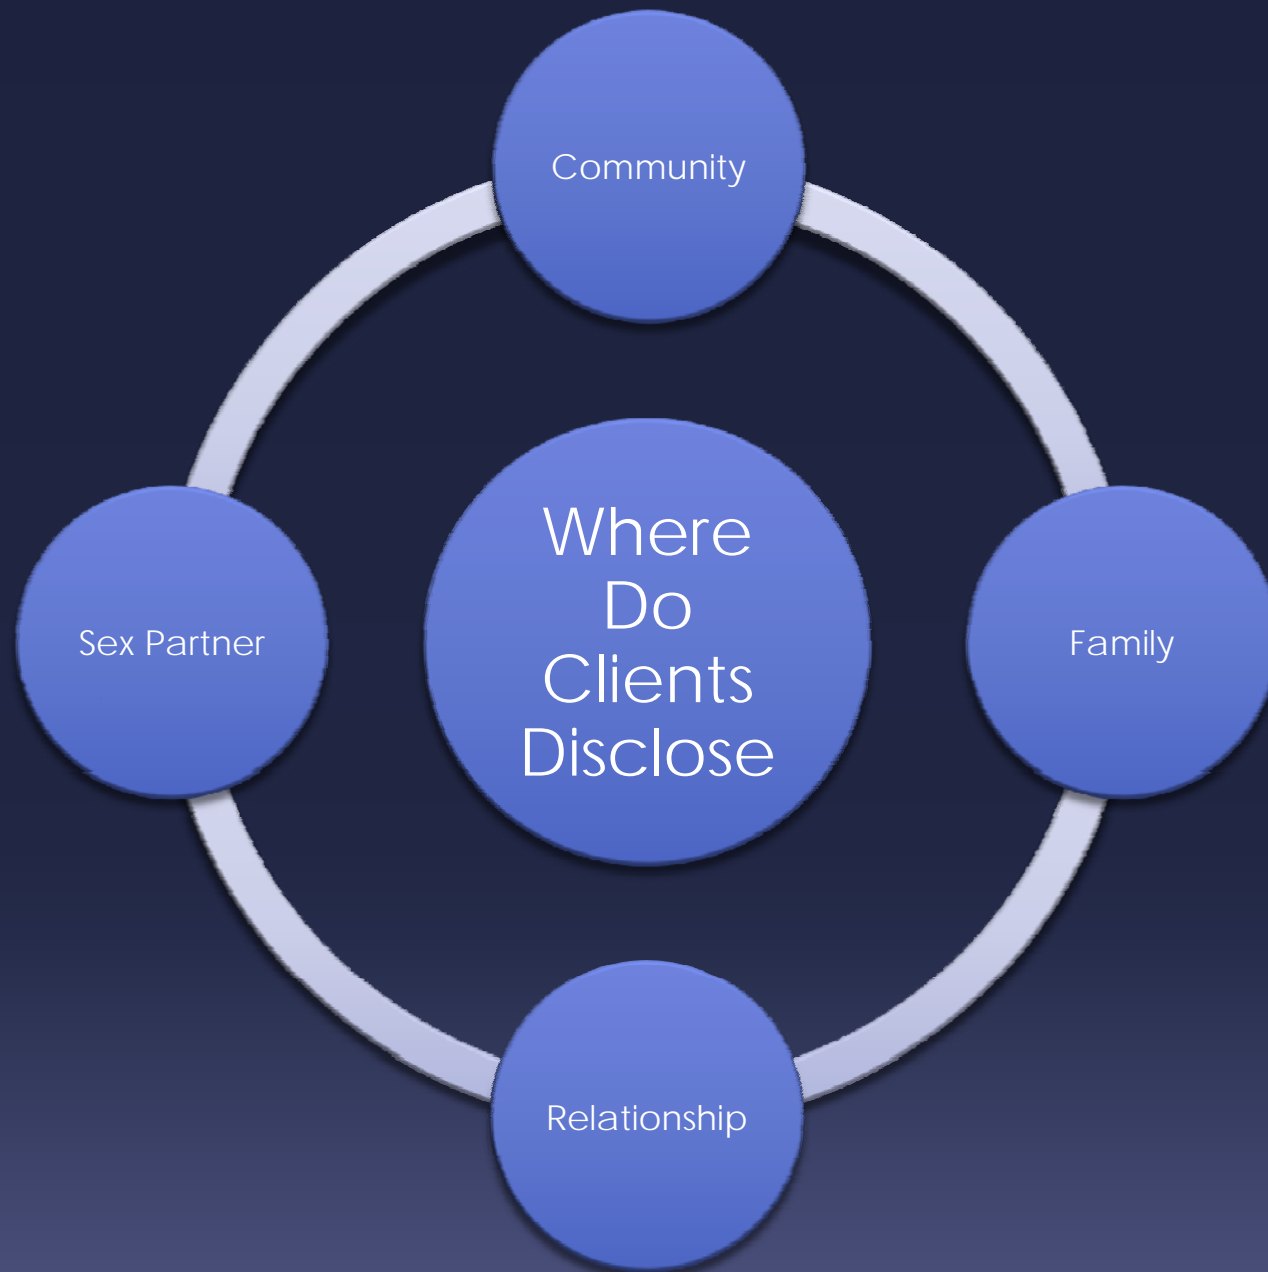 Community
Where
Do
Clients
Disclose
Sex Partner
Family
Relationship